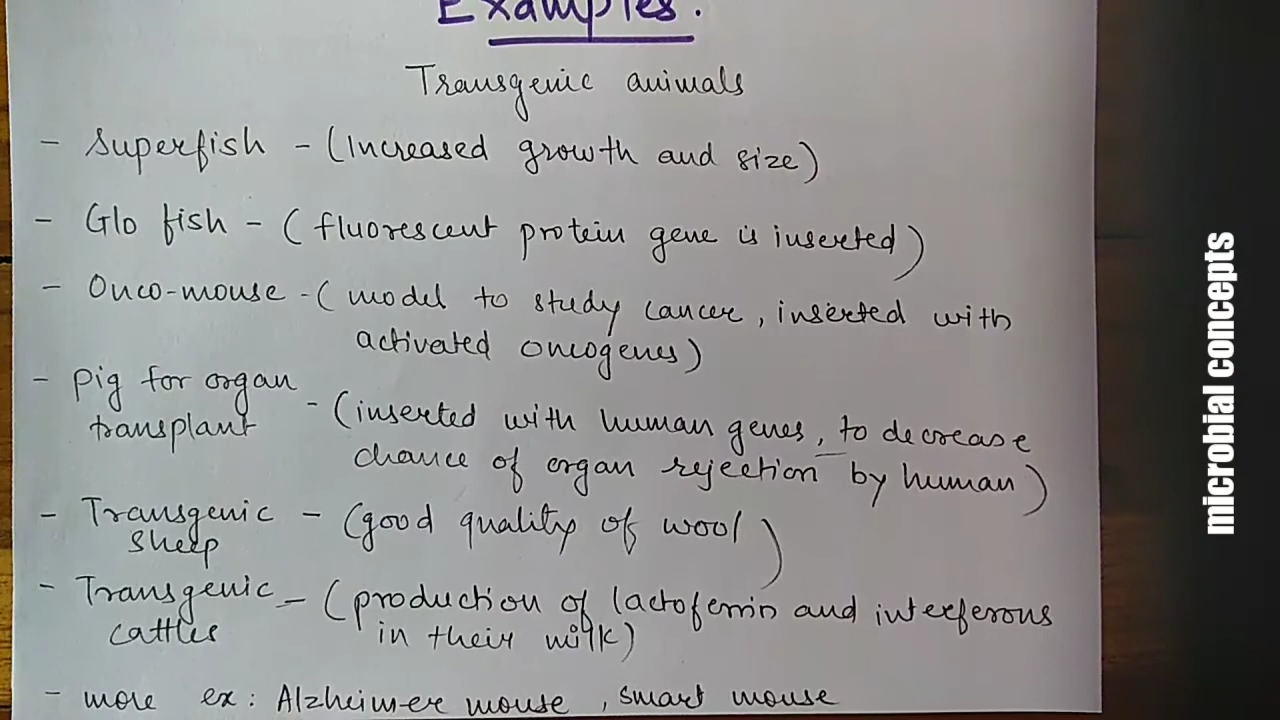 Examples.
Transgenic animals
- Superfish - (Increased growth and size)
- Glo fish - (fluorescent protein gene is inserted)
- Onco-mouse - (model to study cancer, inserted with
activated oncogenes)
- Pig for organ
transplant - (inserted with human genes, to decrease
chance of organ rejection by human)
- Transgenic
sheep - (good quality of wool)
- Transgenic
cattles - (production of lactoferrin and interferons
in their milk)
- more ex: Alzheimer mouse, smart mouse
microbial concepts